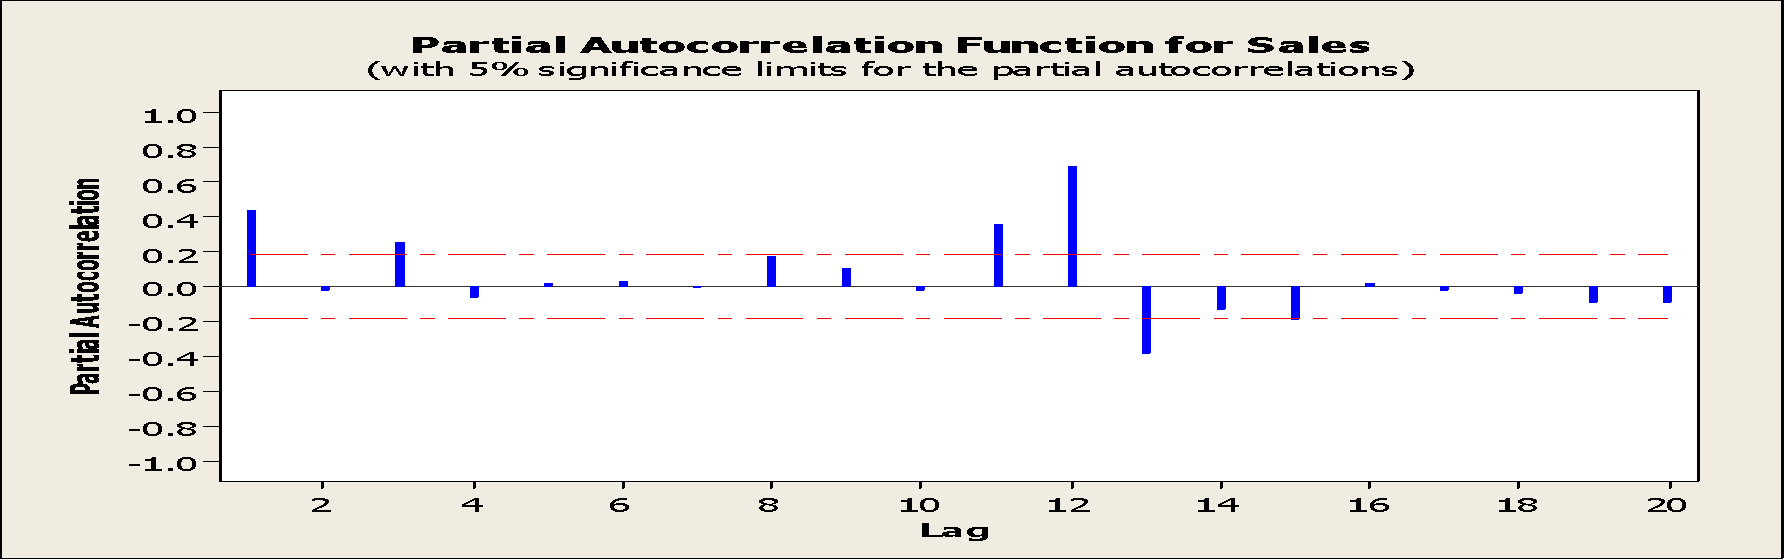 Partial Autocorrelation Function for Sales
(with 5% significance limits for the partial autocorrelations)
Partial Autocorrelation
1.0
0.8
0.6
0.4
0.2
0.0
-0.2
-0.4
-0.6
-0.8
-1.0
2 4 6 8 10 12 14 16 18 20
Lag